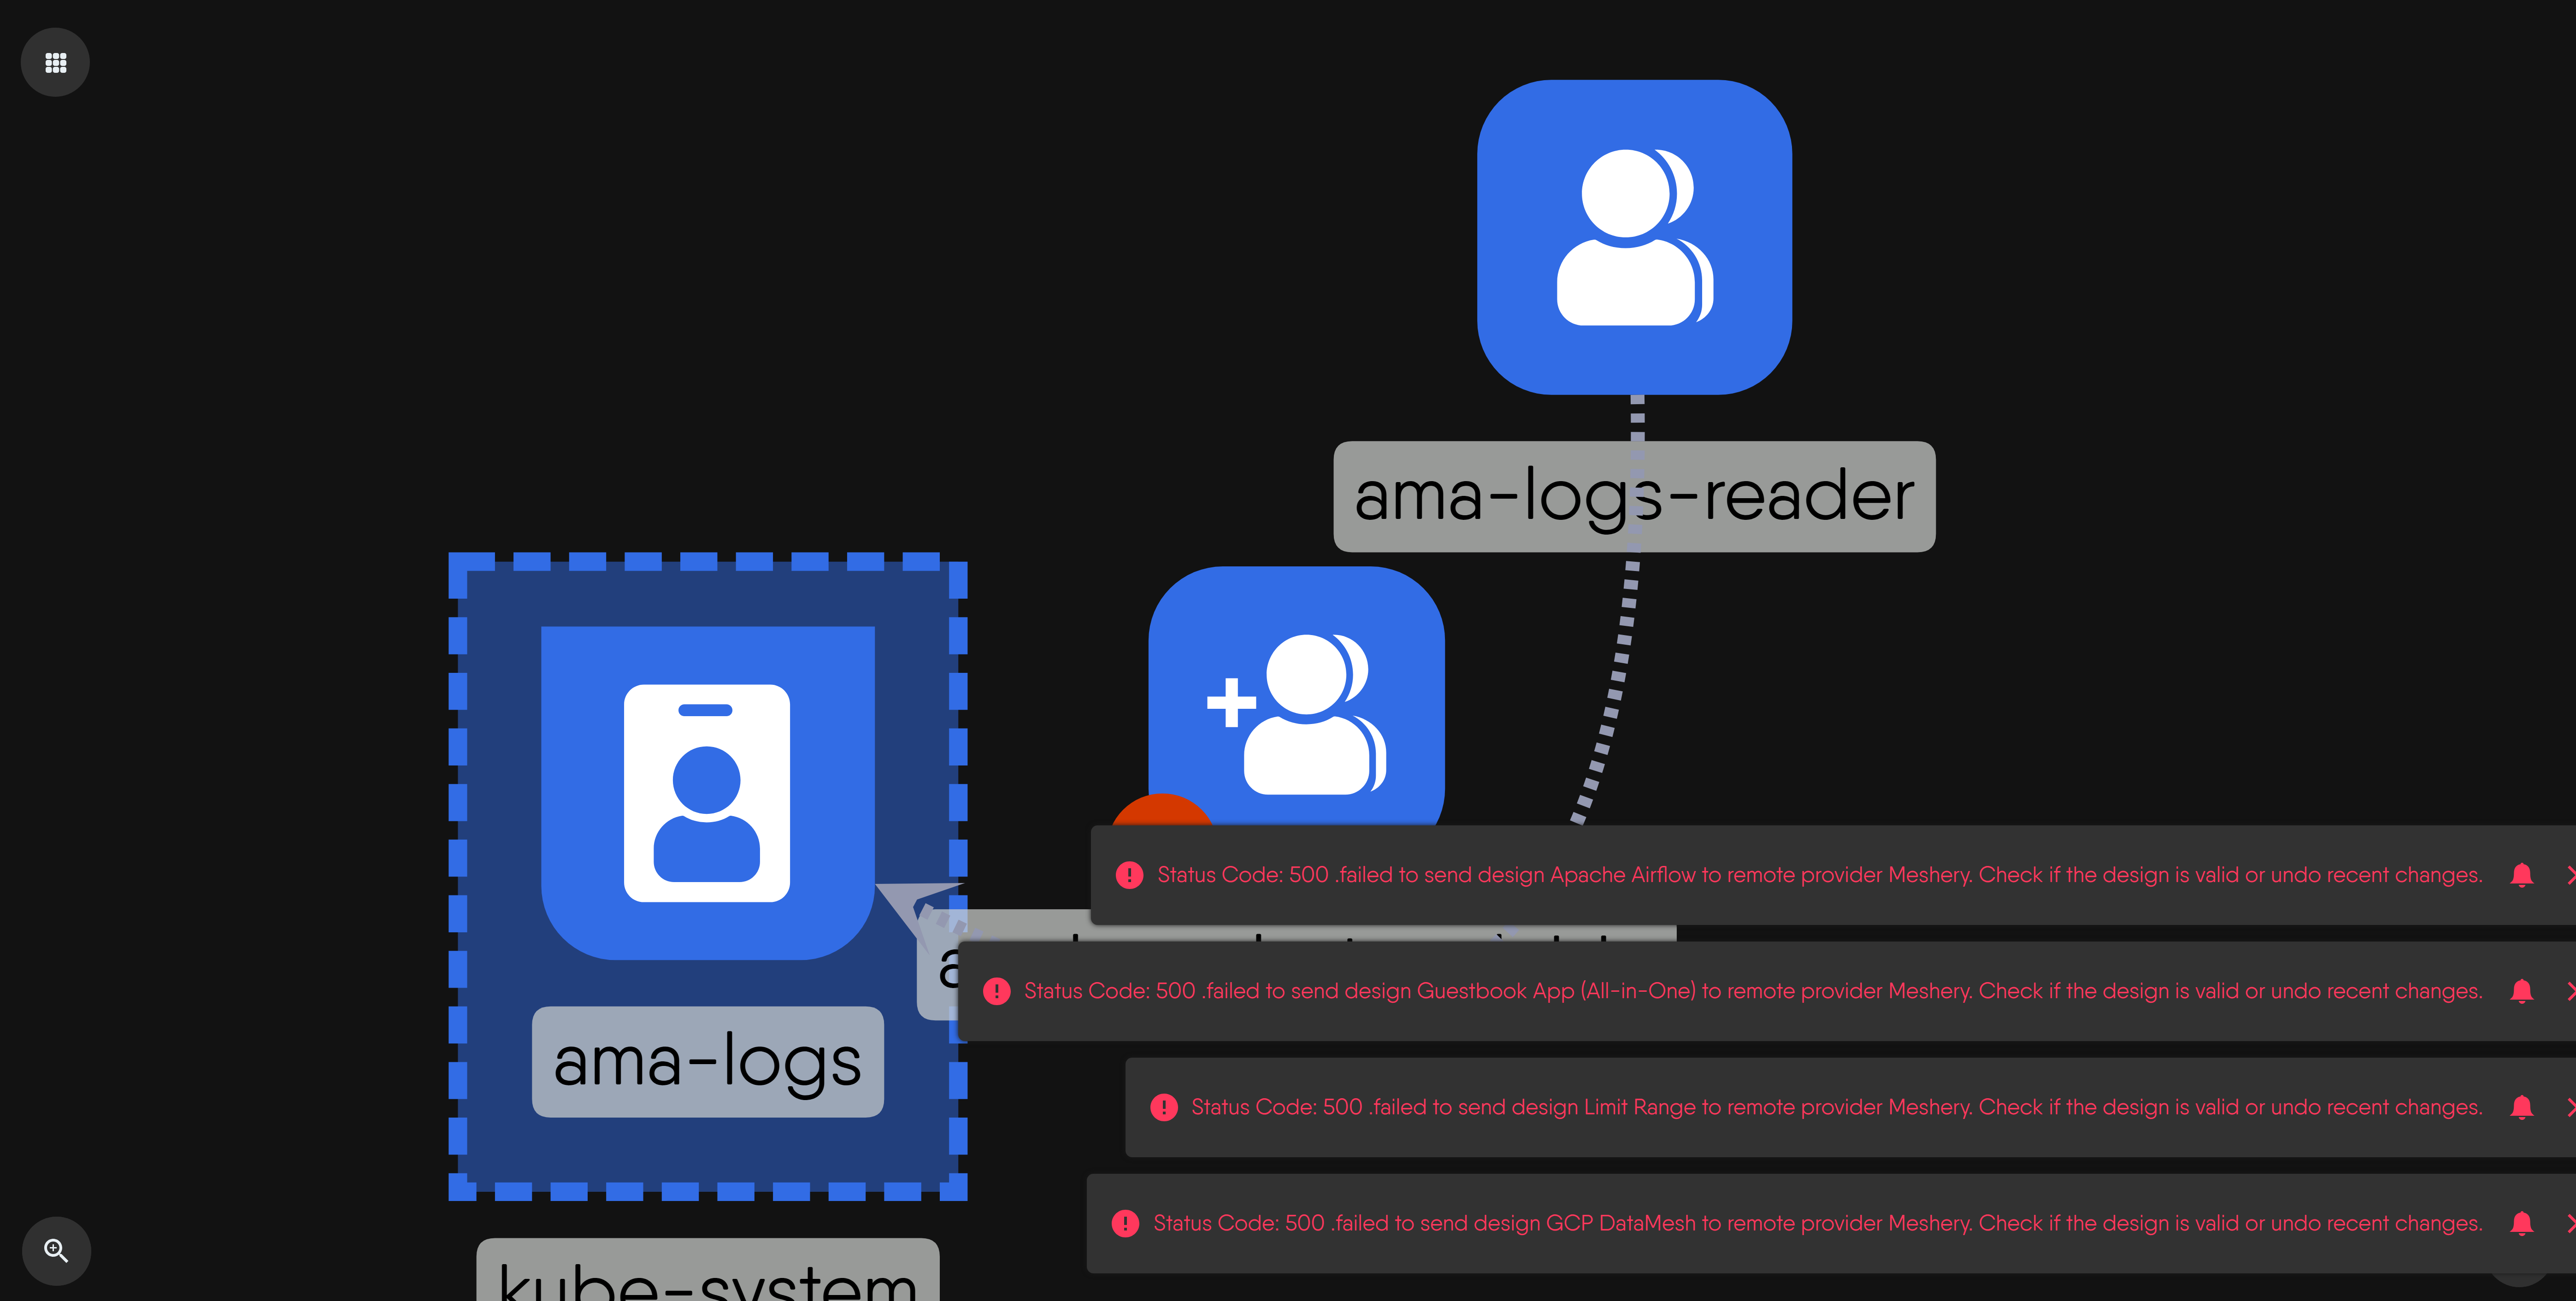 ama-logs-reader
Status Code: 500 .failed to send design Apache Airflow to remote provider Meshery. Check if the design is valid or undo recent changes.
Status Code: 500 .failed to send design Guestbook App (All-in-One) to remote provider Meshery. Check if the design is valid or undo recent changes.
ama-logs
Status Code: 500 .failed to send design Limit Range to remote provider Meshery. Check if the design is valid or undo recent changes.
Status Code: 500 .failed to send design GCP DataMesh to remote provider Meshery. Check if the design is valid or undo recent changes.
kube-system